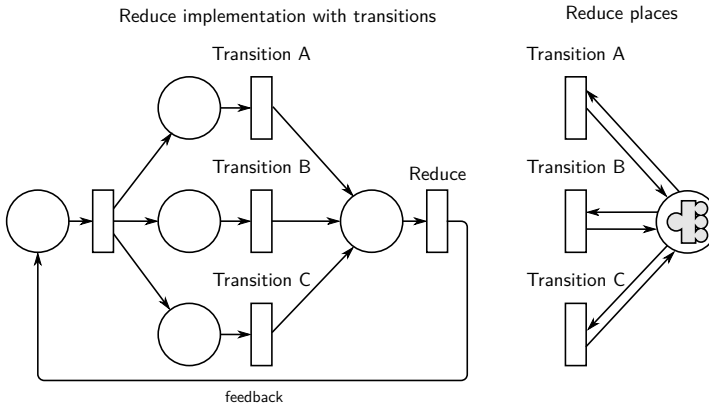 Reduce implementation with transitions
Reduce places
Transition A
Transition A
Transition B
Transition B
Reduce
Transition C
Transition C
feedback